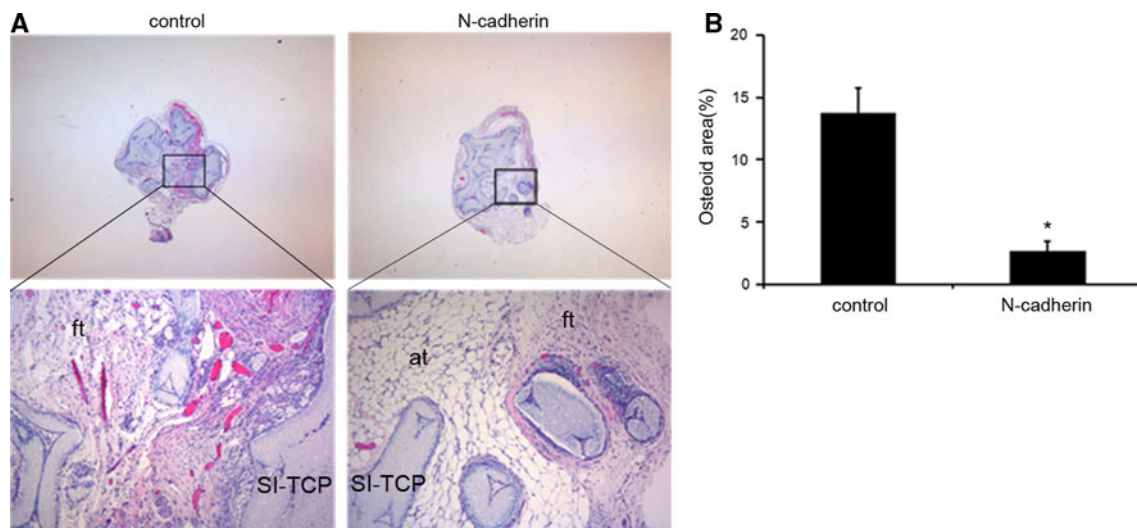 A
control
N-cadherin
ft
SI-TCP
at
ft
SI-TCP
B
20
15
10
5
0
Osteoid area(%)
*
control
N-cadherin